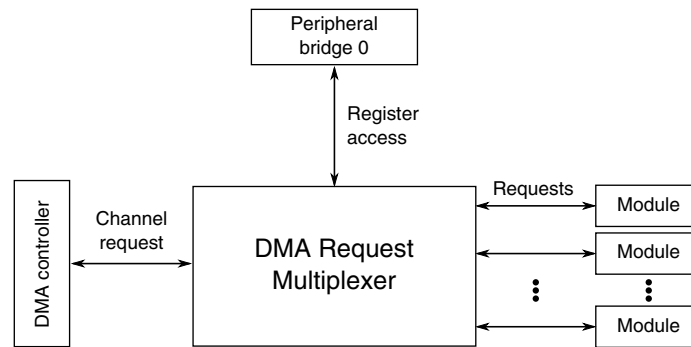 Peripheral
bridge 0
Register
access
DMA controller
Channel
request
DMA Request
Multiplexer
Requests
Module
Module
Module